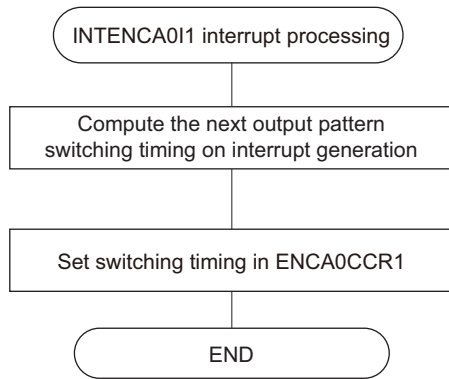 INTENCA0I1 interrupt processing
Compute the next output pattern
switching timing on interrupt generation
Set switching timing in ENCA0CCR1
END